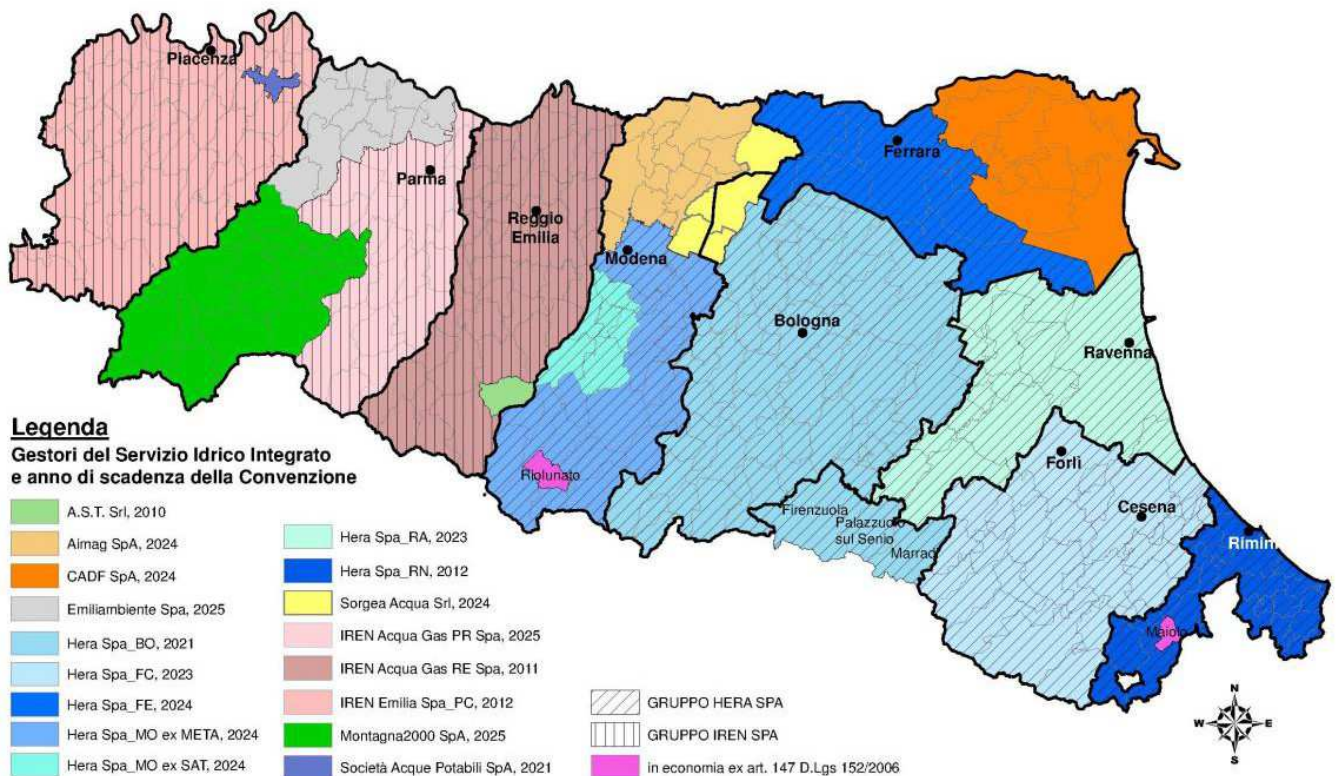 Piacenza
Parma
Reggio
Emilia
Modena
Ferrara
Bologna
Ravenna
Riolunato
Forlì
Cesena
Firenzuola
Palazzuolo
sul Senio
Marradi
Rimini
Maiolo
Legenda
Gestori del Servizio Idrico Integrato
e anno di scadenza della Convenzione
A.S.T. Srl, 2010
Aimag SpA, 2024
CADF SpA, 2024
Emiliambiente Spa, 2025
Hera Spa_BO, 2021
Hera Spa_FC, 2023
Hera Spa_FE, 2024
Hera Spa_MO ex META, 2024
Hera Spa_MO ex SAT, 2024
Hera Spa_RA, 2023
Hera Spa_RN, 2012
Sorgea Acqua Srl, 2024
IREN Acqua Gas PR Spa, 2025
IREN Acqua Gas RE Spa, 2011
IREN Emilia Spa_PC, 2012
Montagna2000 SpA, 2025
Società Acque Potabili SpA, 2021
GRUPPO HERA SPA
GRUPPO IREN SPA
in economia ex art. 147 D.Lgs 152/2006
N
W E
S